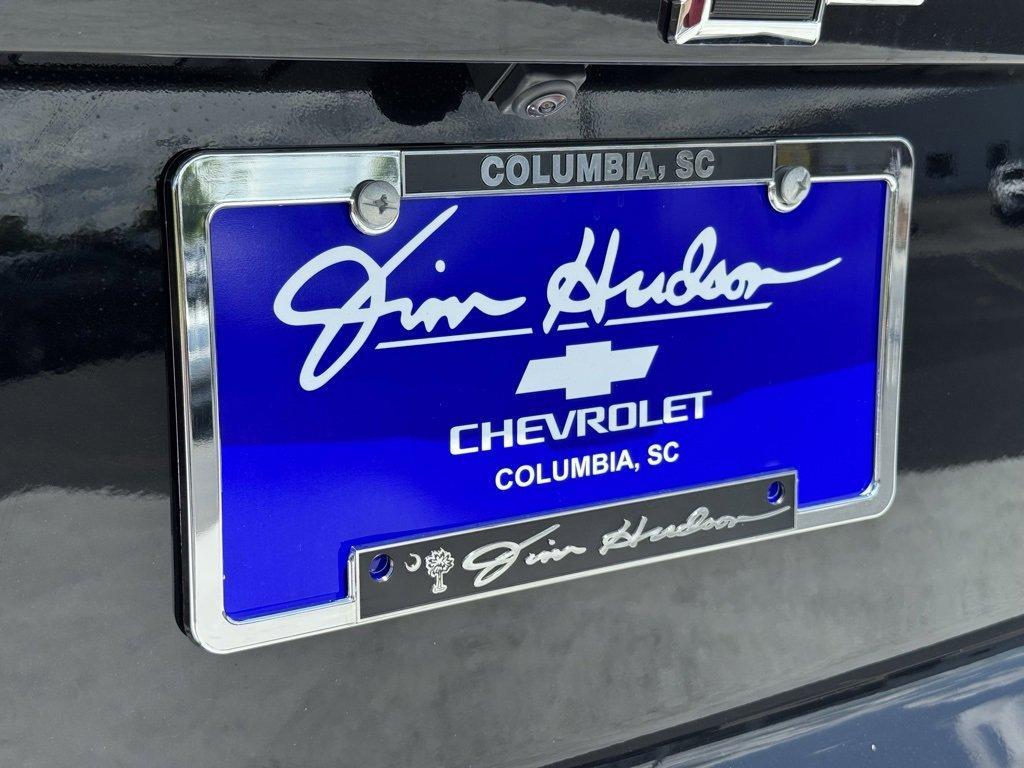 COLUMBIA, SC
Jim Hudson
CHEVROLET
COLUMBIA, SC
Jim Hudson